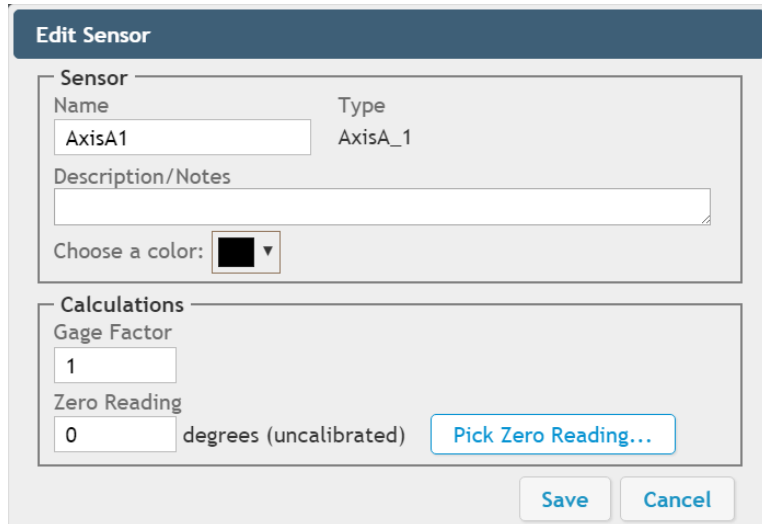 Edit Sensor
Sensor
Name Type
AxisA1 AxisA_1
Description/Notes
Choose a color:
Calculations
Gage Factor
1
Zero Reading
0 degrees (uncalibrated) Pick Zero Reading...
Save Cancel